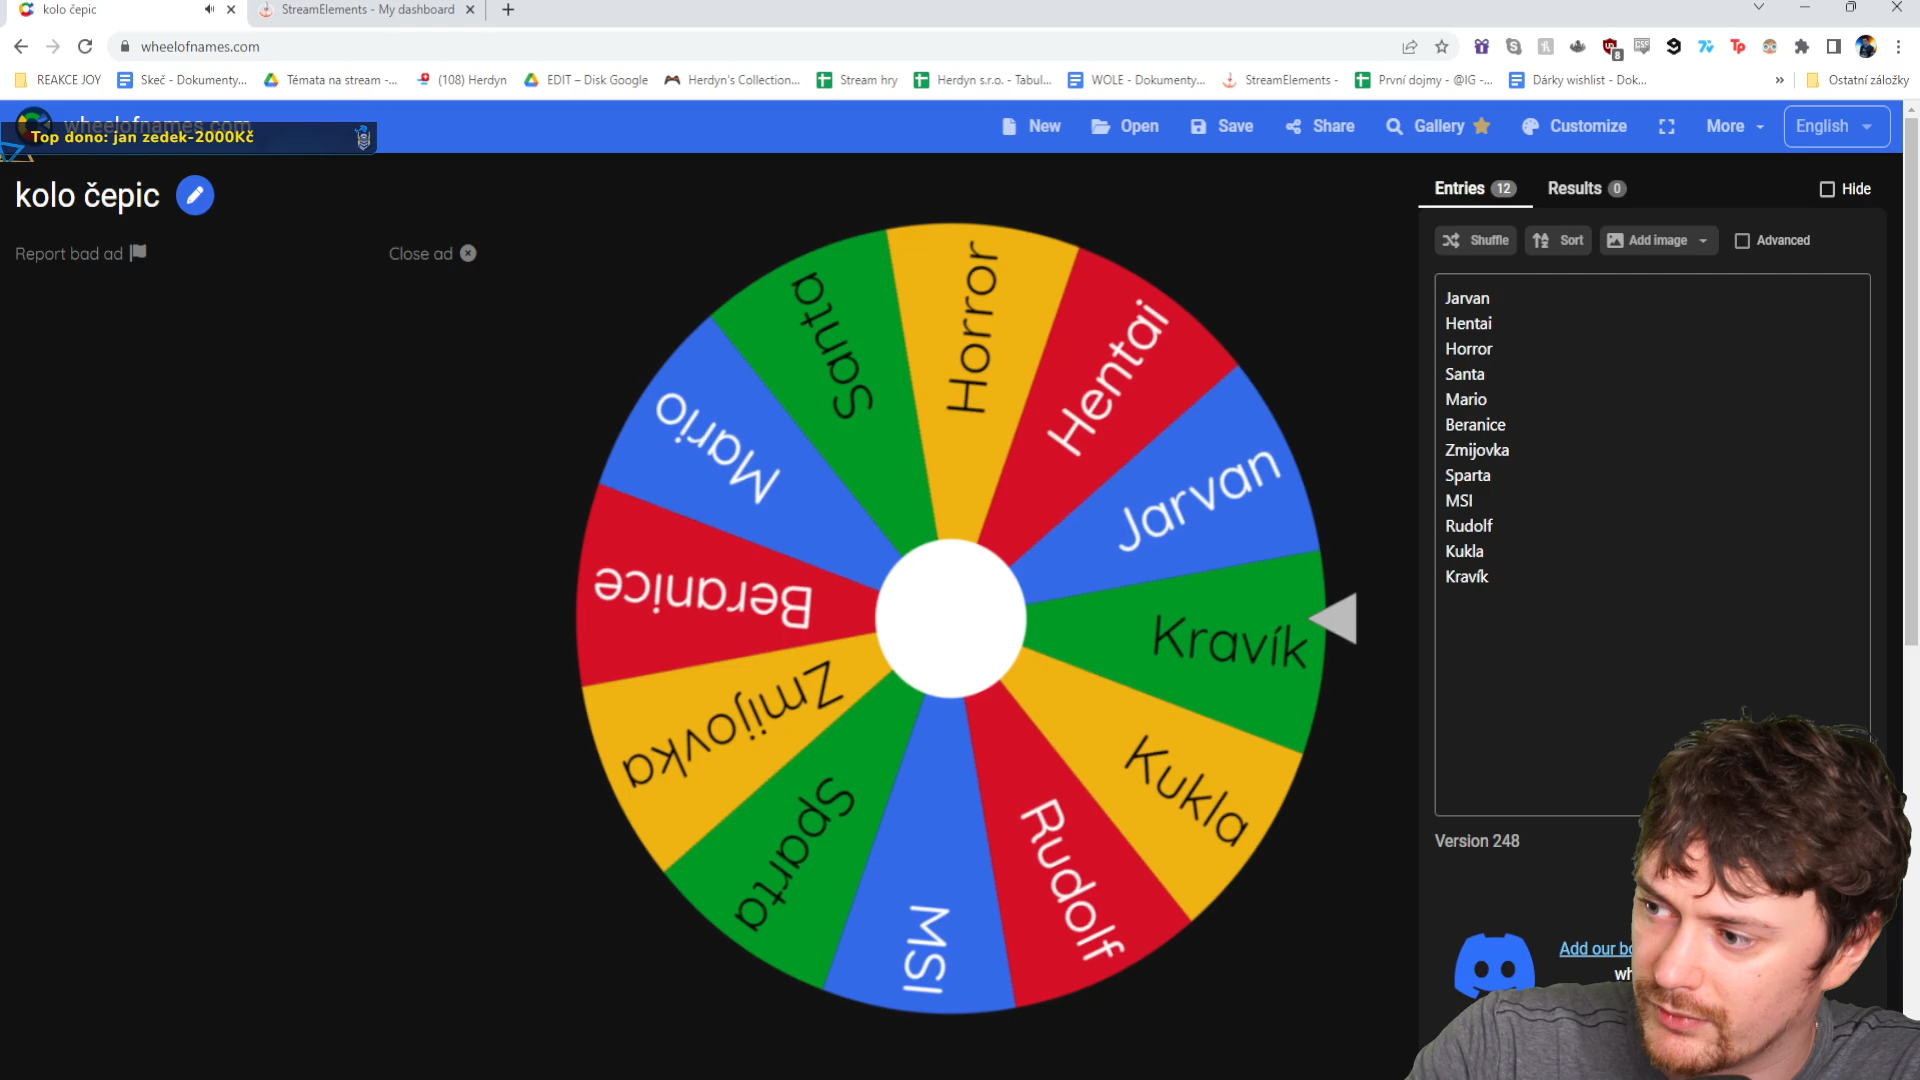 kolo čepic
StreamElements - My dashboard
wheelofnames.com
REAKCE JOY
Skeč - Dokumenty...
Témata na stream -...
(108) Herdyn
EDIT – Disk Google
Herdyn's Collection...
Stream hry
Herdyn s.r.o. - Tabul...
WOLE - Dokumenty...
StreamElements -
První dojmy - @IG -...
Dárky wishlist - Dok...
Ostatní záložky
wheelofnames.com
Top dono: jan zedek-2000Kč
New
Open
Save
Share
Gallery
Customize
More
English
kolo čepic
Report bad ad
Close ad
Entries 12
Results 0
Hide
Shuffle
Sort
Add image
Advanced
Jarvan
Hentai
Horror
Santa
Mario
Beranice
Zmijovka
Sparta
MSI
Rudolf
Kukla
Kravík
Horror
Hentai
Jarvan
Kravík
Kukla
Rudolf
MSI
Sparta
Zmijovka
Beranice
Mario
Santa
Version 248
Add our